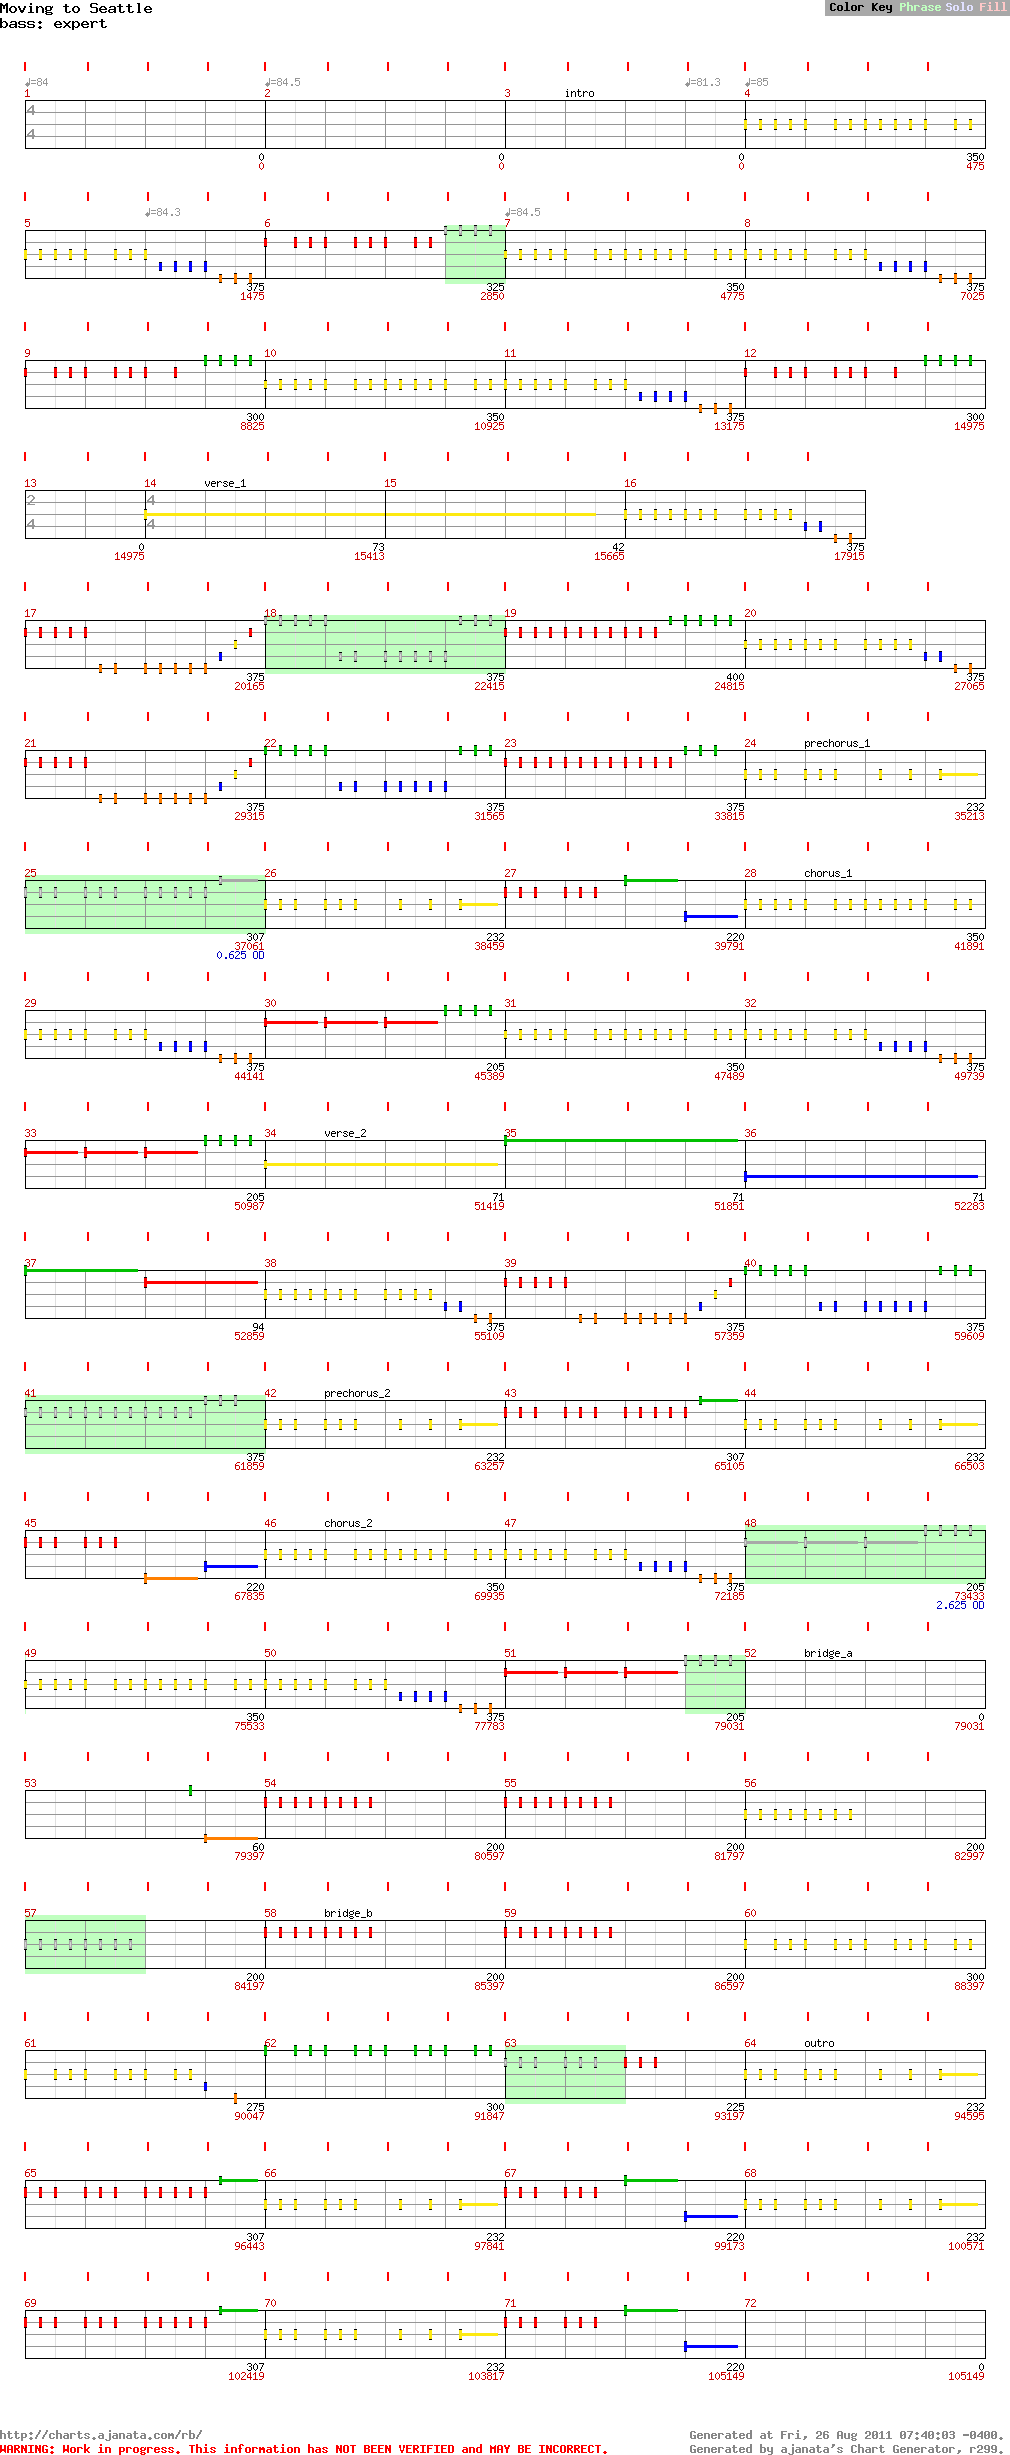 Moving to Seattle
bass: expert
Color Key Phrase Solo Fill
♩=84 ♩=84.5 ♩=81.3 ♩=85
1 2 3 intro 4
4
4
0 0 0 350
0 0 0 475
♩=84.3 ♩=84.5
5 6 7 8
375 325 350 375
1475 2850 4775 7025
9 10 11 12
300 350 375 300
8825 10925 13175 14975
13 14 verse_1 15 16
2 4
4 4
0 73 42 375
14975 15413 15665 17915
17 18 19 20
375 375 400 375
20165 22415 24815 27065
21 22 23 24 prechorus_1
375 375 375 232
29315 31565 33815 35213
25 26 27 28 chorus_1
307 232 220 350
37061 38459 39791 41891
0.625 OD
29 30 31 32
375 205 350 375
44141 45389 47489 49739
33 34 verse_2 35 36
205 71 71 71
50987 51419 51851 52283
37 38 39 40
94 375 375 375
52859 55109 57359 59609
41 42 prechorus_2 43 44
375 232 307 232
61859 63257 65105 66503
45 46 chorus_2 47 48
220 350 375 205
67835 69935 72185 73433
2.625 OD
49 50 51 52 bridge_a
350 375 205 0
75533 77783 79031 79031
53 54 55 56
60 200 200 200
79397 80597 81797 82997
57 58 bridge_b 59 60
200 200 200 300
84197 85397 86597 88397
61 62 63 64 outro
275 300 225 232
90047 91847 93197 94595
65 66 67 68
307 232 220 232
96443 97841 99173 100571
69 70 71 72
307 232 220 0
102419 103817 105149 105149
http://charts.ajanata.com/rb/ Generated at Fri, 26 Aug 2011 07:40:03 -0400.
WARNING: Work in progress. This information has NOT BEEN VERIFIED and MAY BE INCORRECT. Generated by ajanata's Chart Generator, r299.